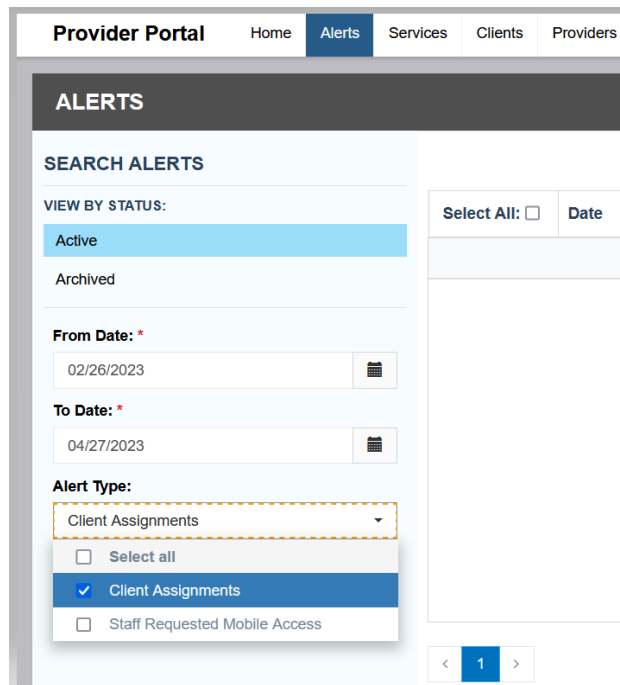 Provider Portal Home Alerts Services Clients Providers
ALERTS
SEARCH ALERTS
VIEW BY STATUS:
Active
Archived
From Date: *
02/26/2023
To Date: *
04/27/2023
Alert Type:
Client Assignments
Select all
Client Assignments
Staff Requested Mobile Access
Select All: Date
< 1 >